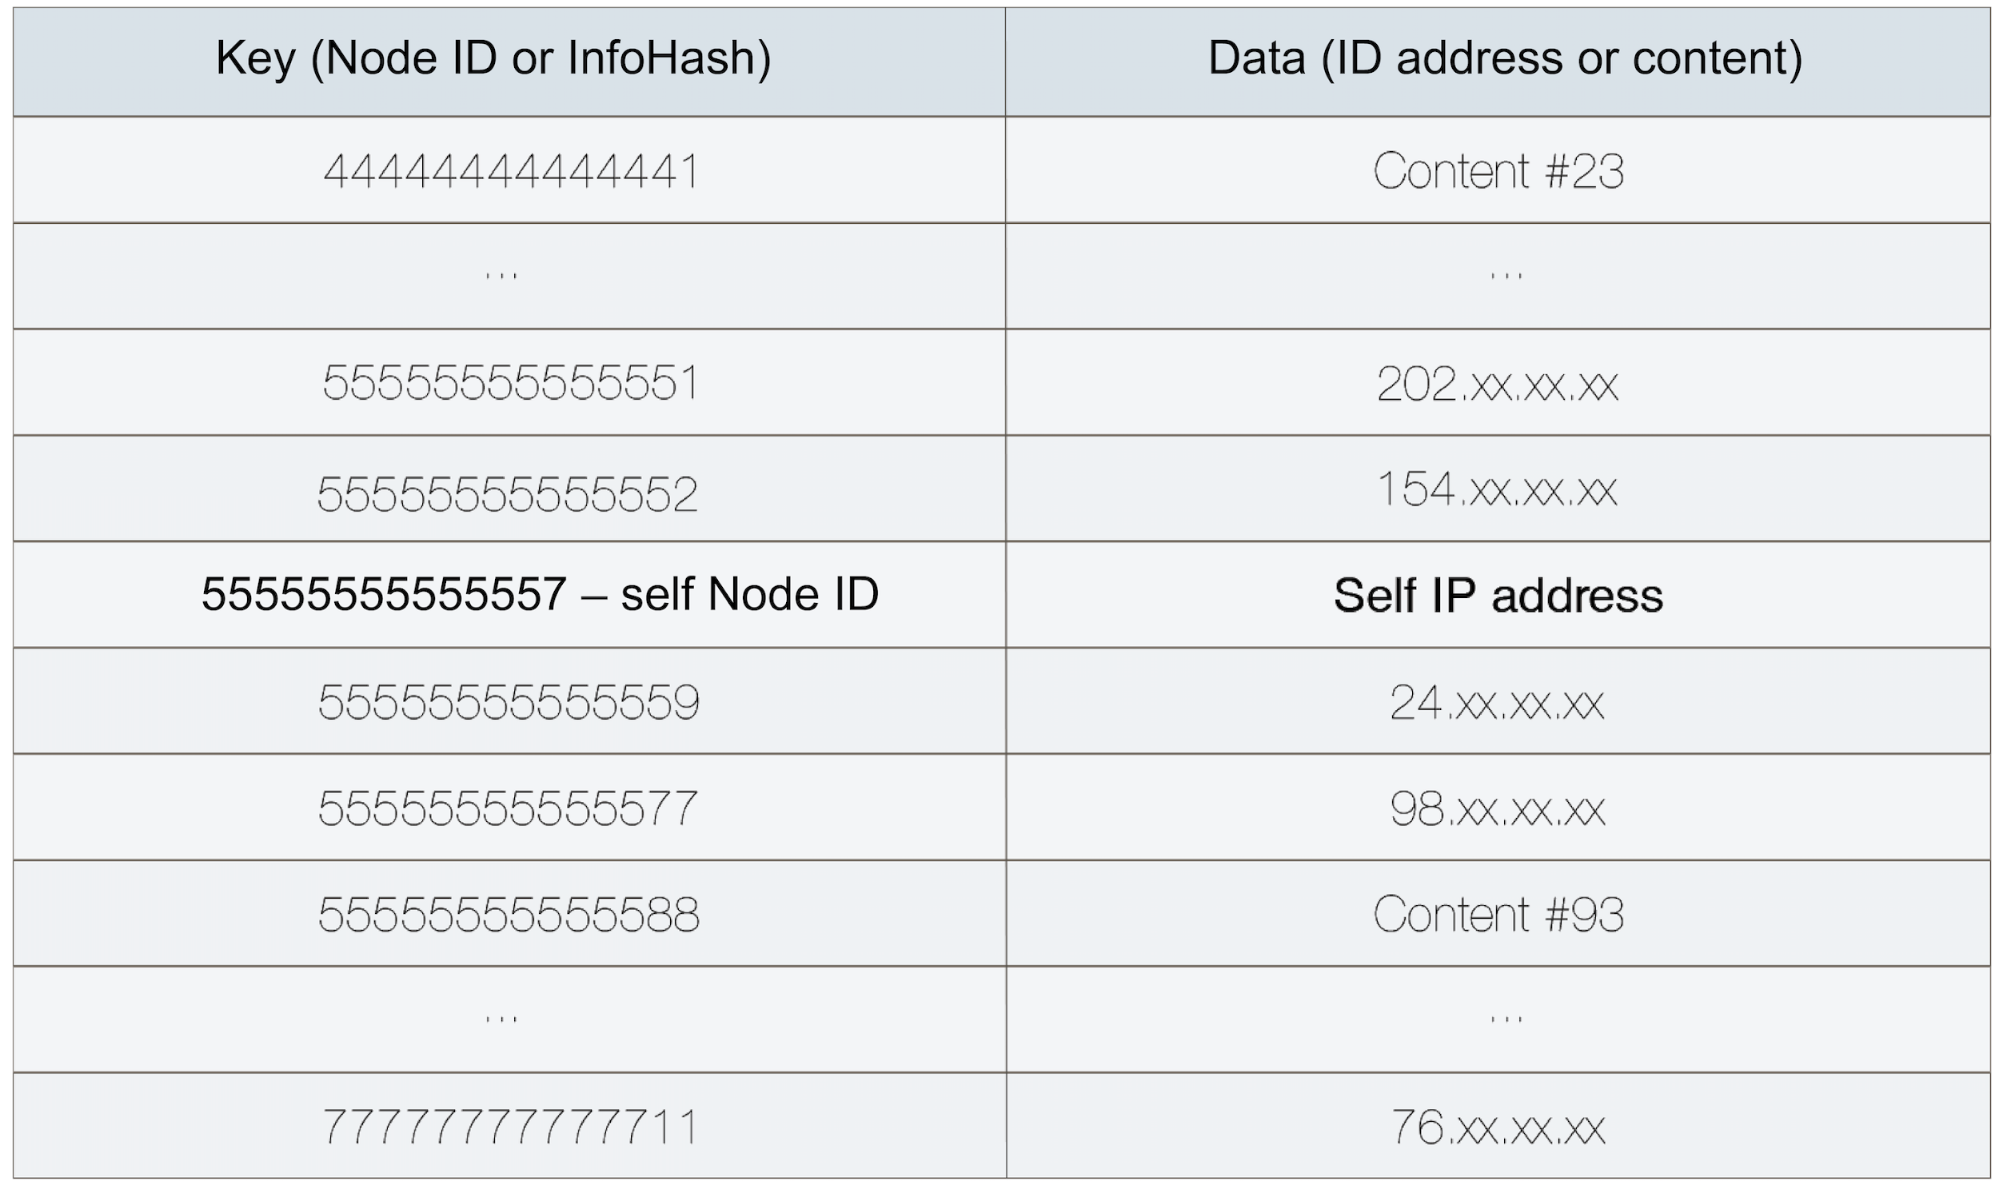 Key (Node ID or InfoHash) Data (ID address or content)
44444444444441 Content #23
... ...
55555555555551 202.xx.xx.xx
55555555555552 154.xx.xx.xx
55555555555557 – self Node ID Self IP address
55555555555559 24.xx.xx.xx
55555555555577 98.xx.xx.xx
55555555555588 Content #93
... ...
77777777777711 76.xx.xx.xx